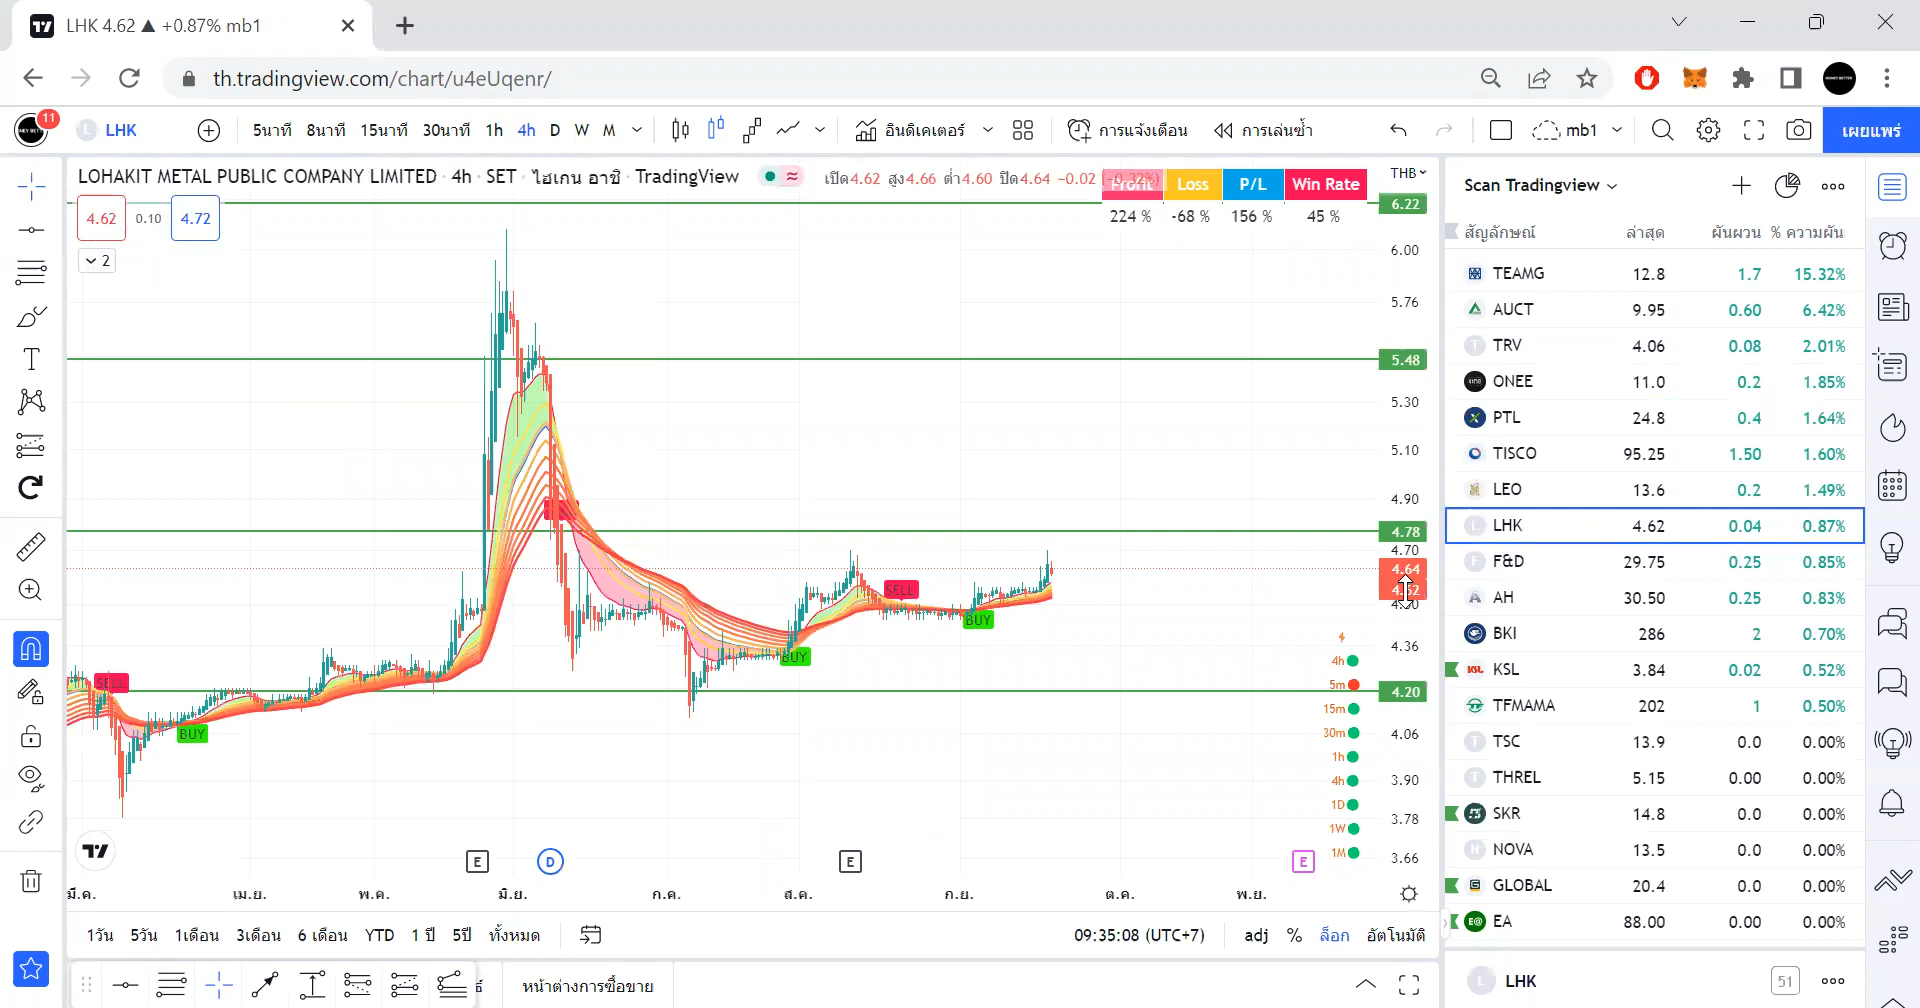 LHK 4.62 ▲ +0.87% mb1
th.tradingview.com/chart/u4eUqenr/
11
LHK
5นาที 8นาที 15นาที 30นาที 1h 4h D W M
อินดิเคเตอร์
การแจ้งเตือน
การเล่นซ้ำ
mb1
เผยแพร่
LOHAKIT METAL PUBLIC COMPANY LIMITED · 4h · SET · ไฮเกน อาชิ · TradingView
เปิด4.62 สูง4.66 ต่ำ4.60 ปิด4.64 −0.02 (−0.32%)
THB
Profit Loss P/L Win Rate
224 % -68 % 156 % 45 %
4.62 0.10 4.72
2
6.22
6.00
5.76
5.48
5.30
5.10
4.90
4.78
4.70
4.64
4.62
4.50
4.36
4.20
4.06
3.90
3.78
3.66
SELL
BUY
BUY
SELL
BUY
4h
5m
15m
30m
1h
4h
1D
1W
1M
E D E E
มี.ค. เม.ย. พ.ค. มิ.ย. ก.ค. ส.ค. ก.ย. ต.ค. พ.ย.
1วัน 5วัน 1เดือน 3เดือน 6 เดือน YTD 1 ปี 5ปี ทั้งหมด
09:35:08 (UTC+7) adj % ล็อก อัตโนมัติ
หน้าต่างการซื้อขาย
Scan Tradingview
สัญลักษณ์ ล่าสุด ผันผวน % ความผัน
TEAMG 12.8 1.7 15.32%
AUCT 9.95 0.60 6.42%
TRV 4.06 0.08 2.01%
ONEE 11.0 0.2 1.85%
PTL 24.8 0.4 1.64%
TISCO 95.25 1.50 1.60%
LEO 13.6 0.2 1.49%
LHK 4.62 0.04 0.87%
F&D 29.75 0.25 0.85%
AH 30.50 0.25 0.83%
BKI 286 2 0.70%
KSL 3.84 0.02 0.52%
TFMAMA 202 1 0.50%
TSC 13.9 0.0 0.00%
THREL 5.15 0.00 0.00%
SKR 14.8 0.0 0.00%
NOVA 13.5 0.0 0.00%
GLOBAL 20.4 0.0 0.00%
EA 88.00 0.00 0.00%
LHK
51